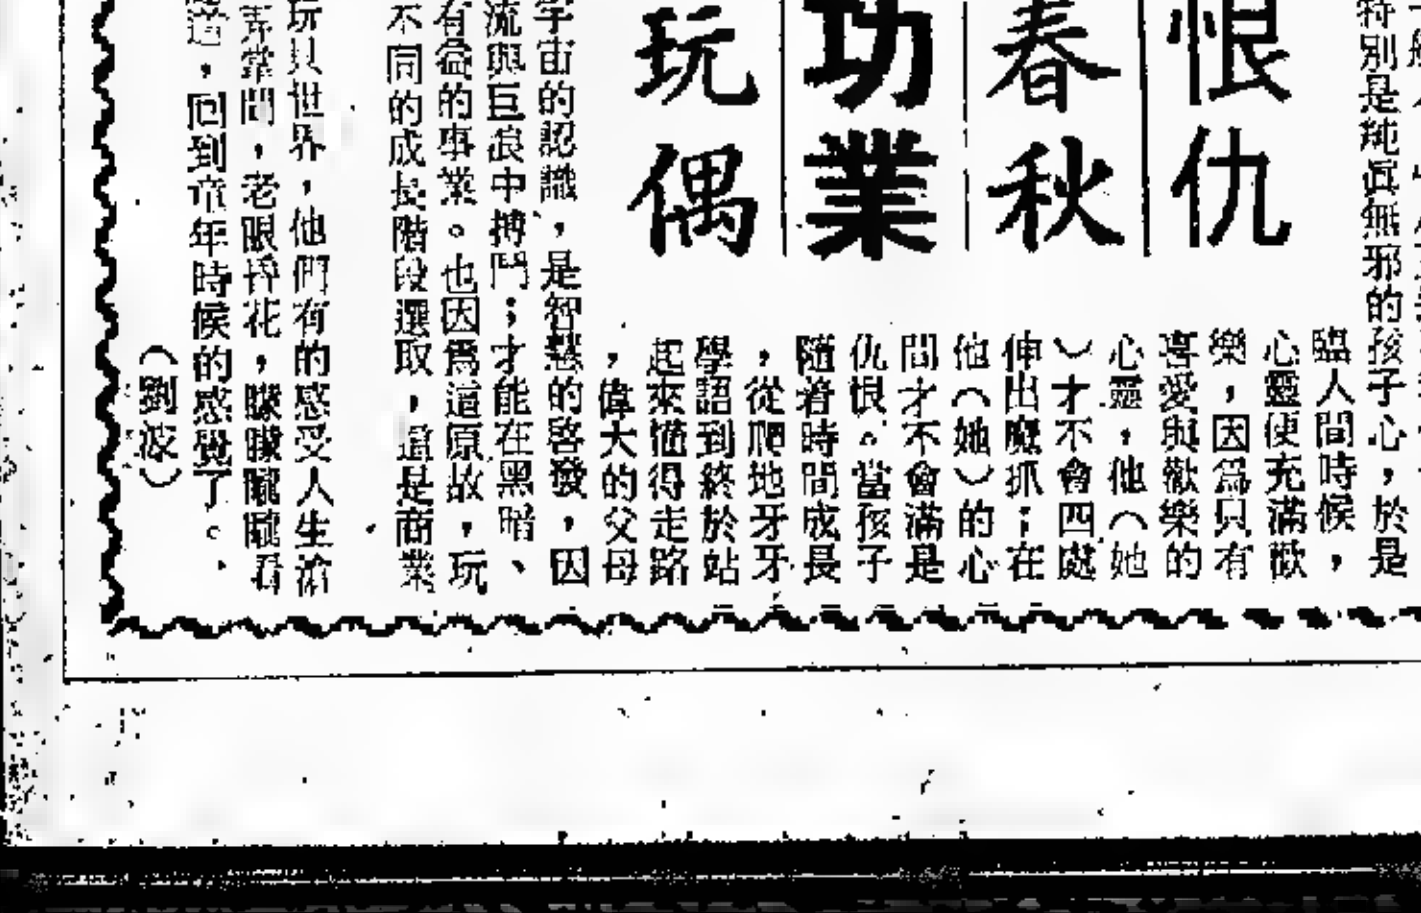 恨仇
春秋
功業
玩偶
特別是純眞無邪的孩子心，於是
臨人間時候，
心靈便充滿歡
樂，因爲只有
喜愛與歡樂的
心靈，他（她
）才不會四處
伸出魔抓；在
他（她）的心
間才不會滿是
仇恨。當孩子
隨着時間成長
，從爬地牙牙
學語到終於站
起來懂得走路
，偉大的父母
宇宙的認識，是智慧的啓發，因
流與巨浪中搏鬥；才能在黑暗、
有益的事業。也因爲這原故，玩
不同的成長階段選取，這是商業
玩具世界，他們有的感受人生滄
非常間，老眼昏花，矇矇矓矓看
道，回到童年時候的感覺了。
（劉波）